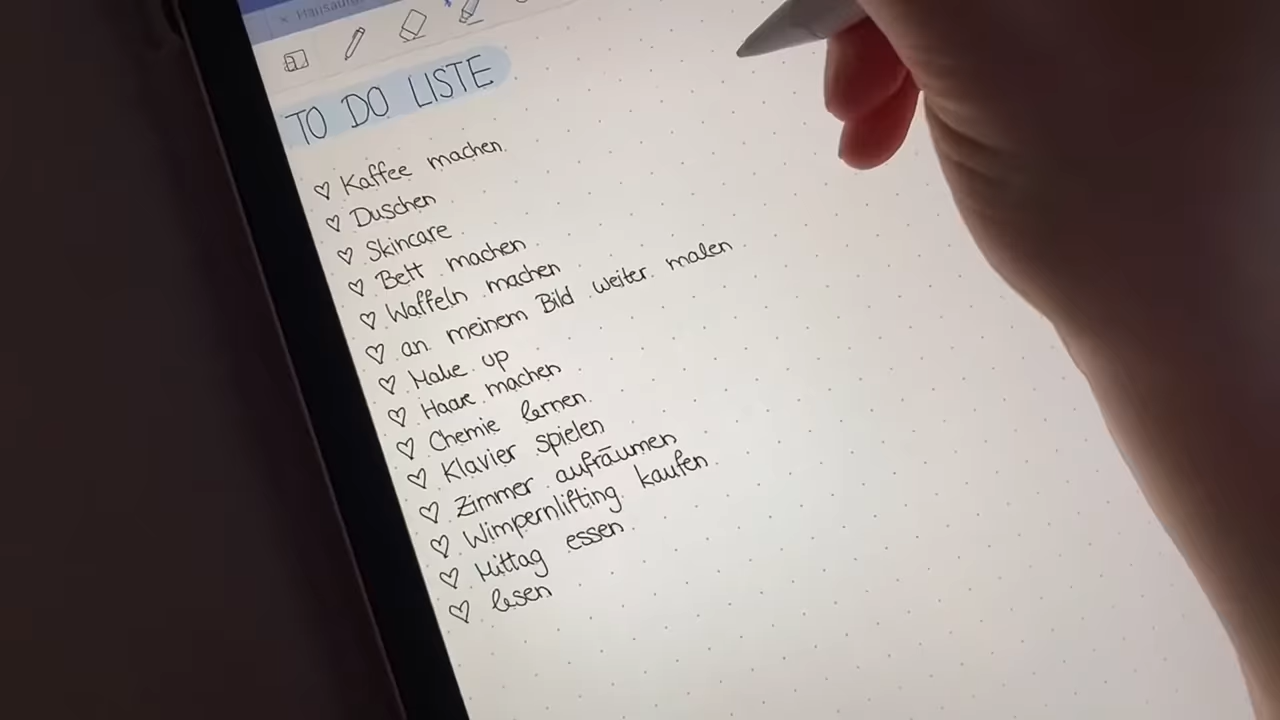 TO DO LISTE
♡ Kaffee machen
♡ Duschen
♡ Skincare
♡ Bett machen
♡ Waffeln machen
♡ an meinem Bild weiter malen
♡ Make up
♡ Haare machen
♡ Chemie lernen
♡ Klavier spielen
♡ Zimmer aufräumen
♡ Wimpernlifting kaufen
♡ Mittag essen
♡ lesen